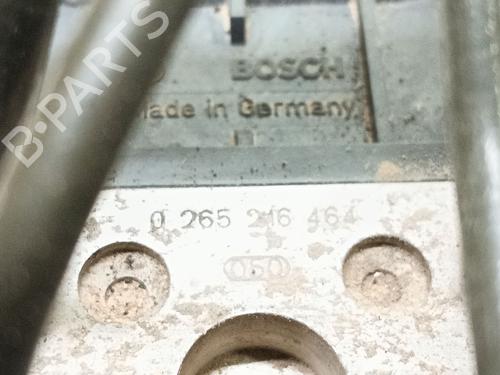 B-PARTS
BOSCH
Made in Germany
0 265 216 464
050